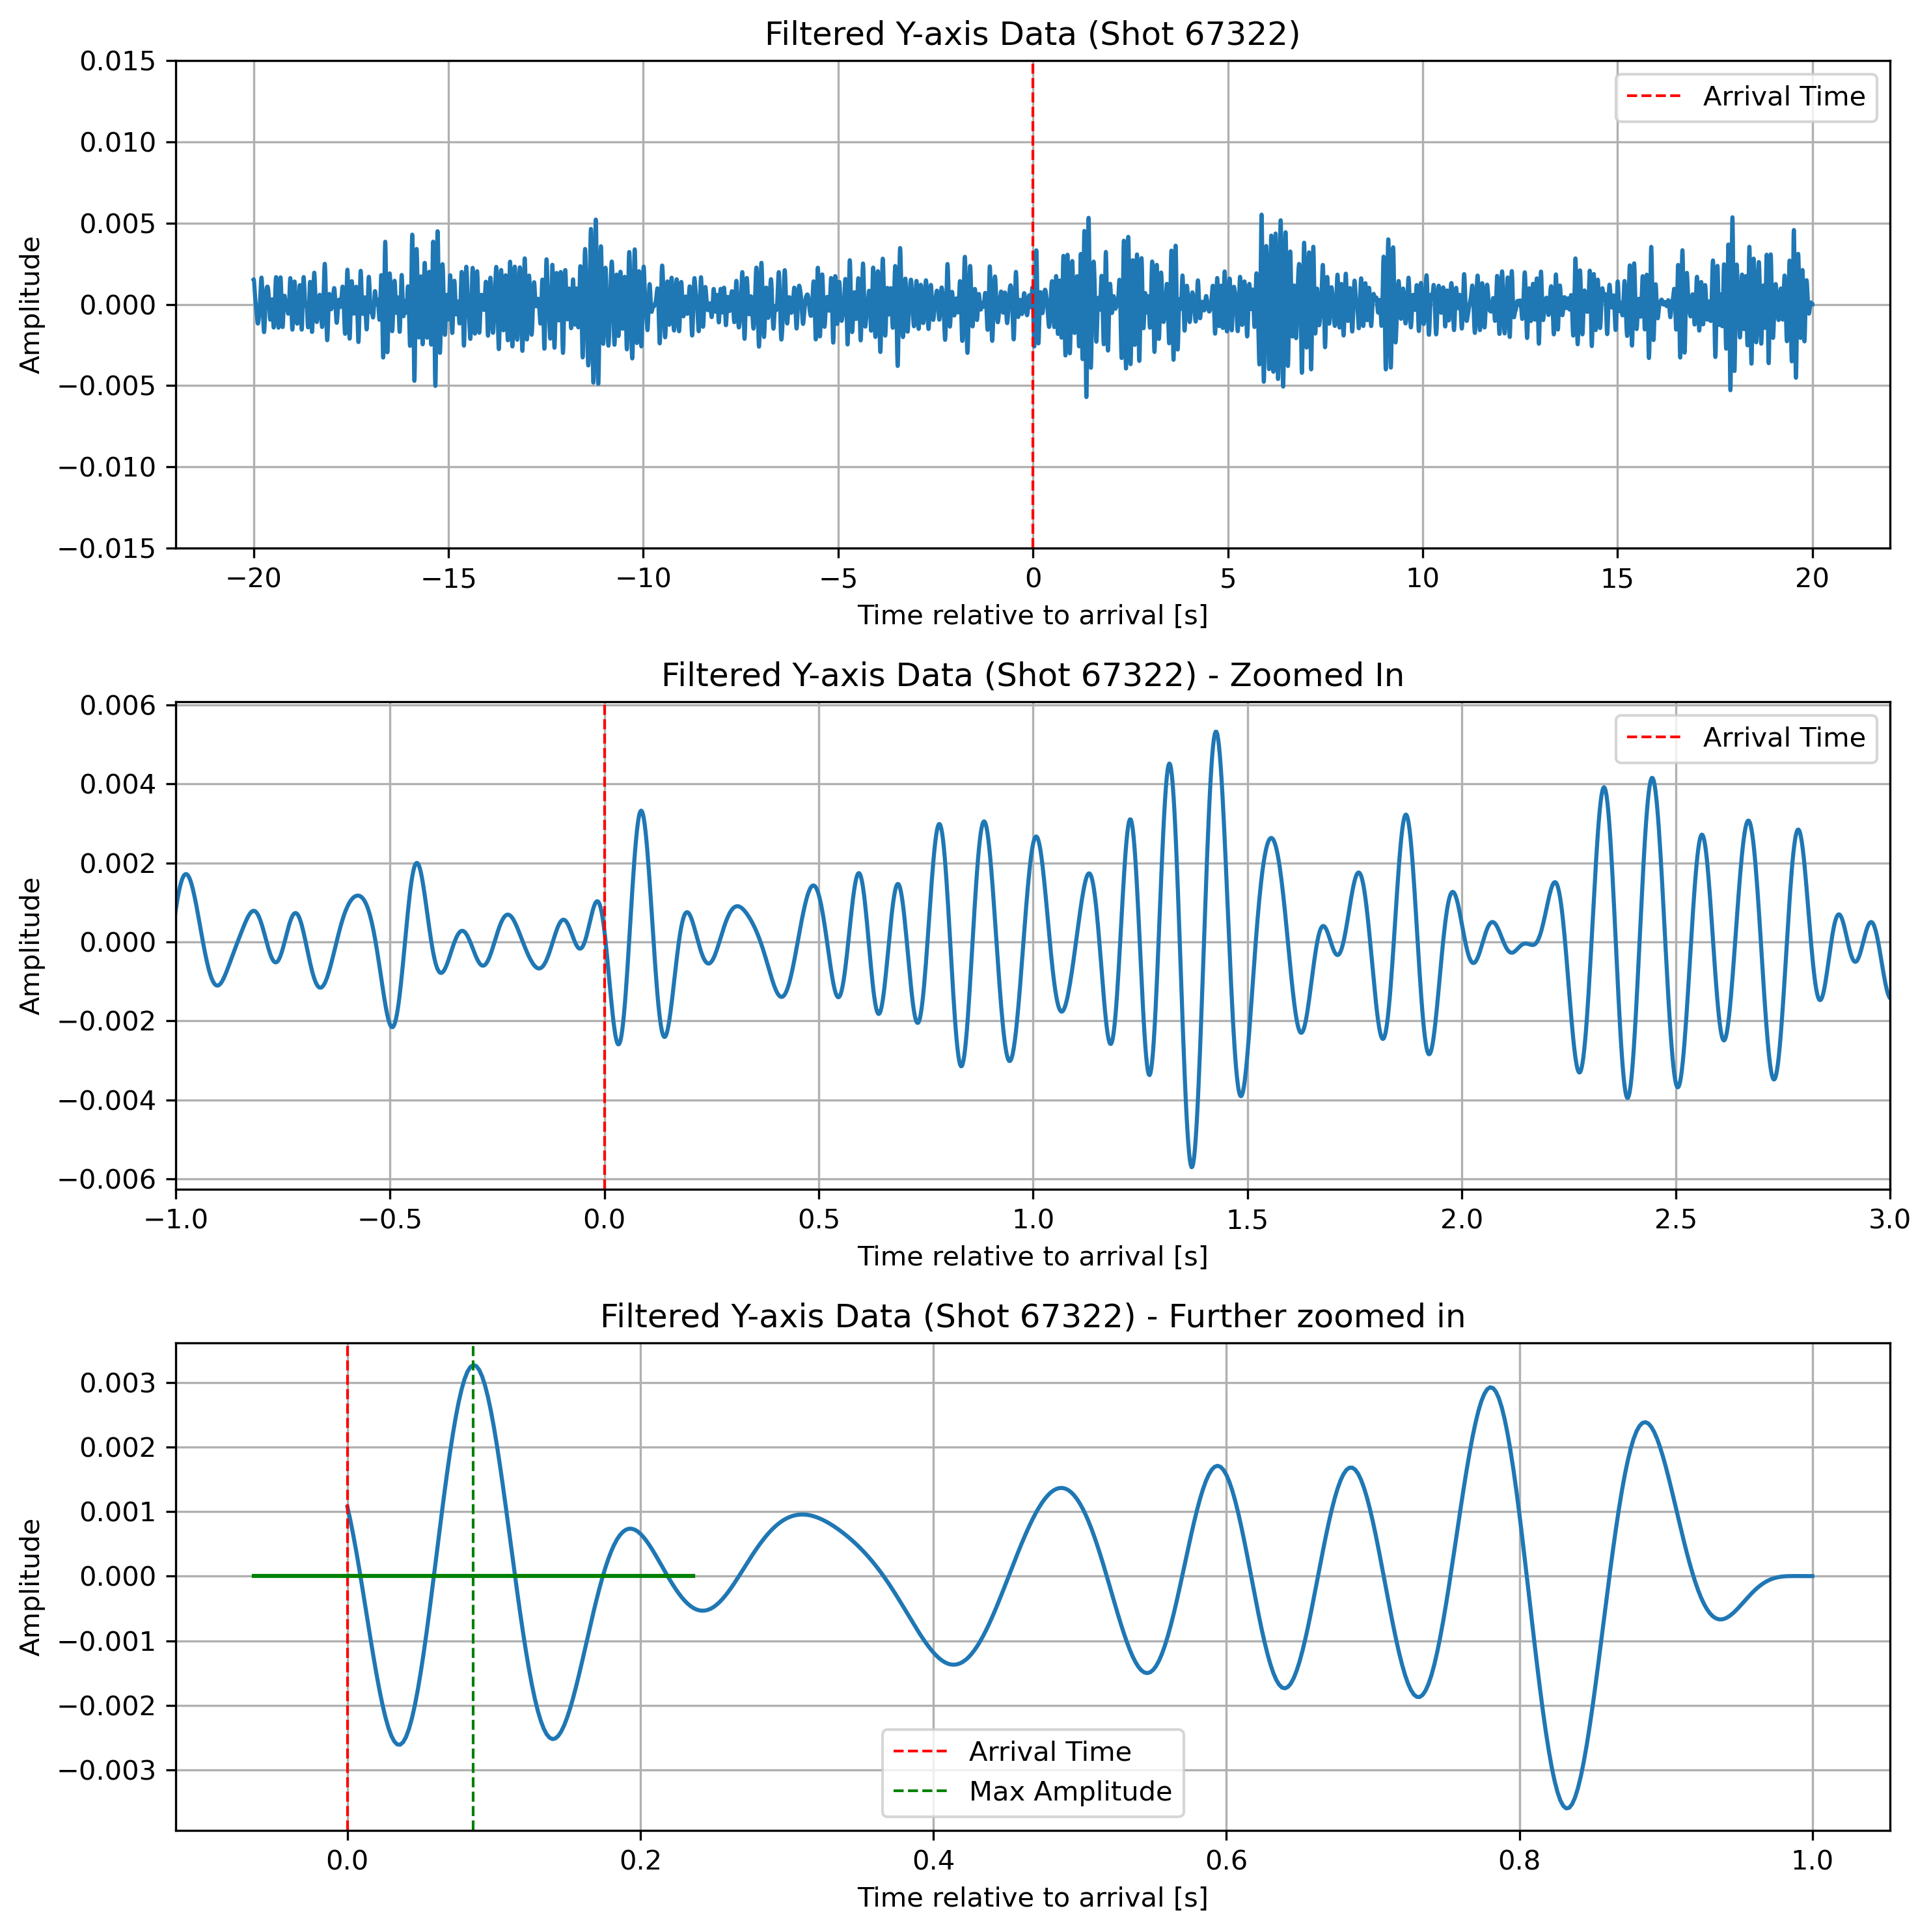 Filtered Y-axis Data (Shot 67322)
0.015
0.010
0.005
0.000
−0.005
−0.010
−0.015
Amplitude
Arrival Time
−20 −15 −10 −5 0 5 10 15 20
Time relative to arrival [s]
Filtered Y-axis Data (Shot 67322) - Zoomed In
0.006
0.004
0.002
0.000
−0.002
−0.004
−0.006
Amplitude
Arrival Time
−1.0 −0.5 0.0 0.5 1.0 1.5 2.0 2.5 3.0
Time relative to arrival [s]
Filtered Y-axis Data (Shot 67322) - Further zoomed in
0.003
0.002
0.001
0.000
−0.001
−0.002
−0.003
Amplitude
Arrival Time
Max Amplitude
0.0 0.2 0.4 0.6 0.8 1.0
Time relative to arrival [s]